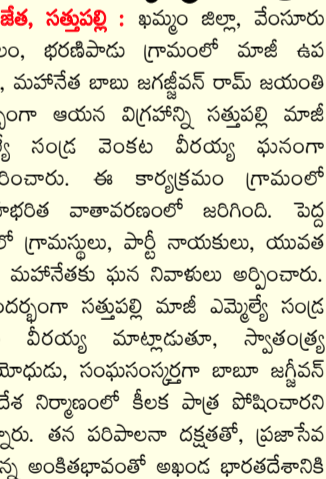 జేత, సత్తుపల్లి : ఖమ్మం జిల్లా, వేంసూరు
లం, భరణిపాడు గ్రామంలో మాజీ ఉప
, మహానేత బాబు జగజ్జీవన్ రామ్ జయంతి
ంగా ఆయన విగ్రహాన్ని సత్తుపల్లి మాజీ
్యే సండ్ర వెంకట వీరయ్య ఘనంగా
రించారు. ఈ కార్యక్రమం గ్రామంలో
ాభరిత వాతావరణంలో జరిగింది. పెద్ద
లో గ్రామస్థులు, పార్టీ నాయకులు, యువత
మహానేతకు ఘన నివాళులు అర్పించారు.
ందర్భంగా సత్తుపల్లి మాజీ ఎమ్మెల్యే సండ్ర
వీరయ్య మాట్లాడుతూ, స్వాతంత్ర్య
యోధుడు, సంఘసంస్కర్తగా బాబూ జగ్జీవన్
దేశ నిర్మాణంలో కీలక పాత్ర పోషించారని
్నారు. తన పరిపాలనా దక్షతతో, ప్రజాసేవ
న్న అంకితభావంతో అఖండ భారతదేశానికి